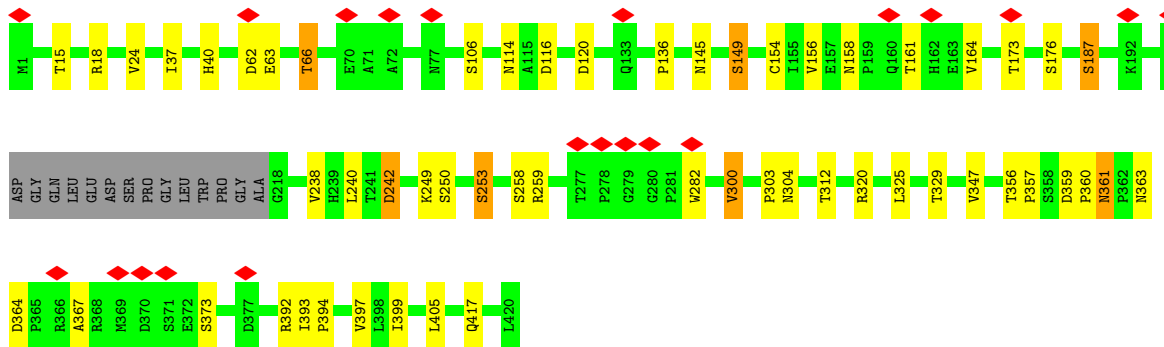 M1 T15 R18 V24 I37 H40 D62 E63 T66 E70 A71 A72 N77 S106 N114 A115 D116 D120 Q133 P136 N145 S149 C154 I155 V156 E157 N158 P159 Q160 T161 H162 E163 V164 T173 S176 S187 K192
ASP GLY GLN LEU GLU ASP SER PRO GLY LEU TRP PRO GLY ALA G218 V238 H239 L240 T241 D242 K249 S250 S253 S258 R259 T277 P278 G279 G280 P281 W282 V300 P303 N304 T312 R320 L325 T329 V347 T356 P357 S358 D359 P360 N361 P362 N363
D364 P365 R366 A367 R368 M369 D370 S371 E372 S373 D377 R392 I393 P394 V397 L398 I399 L405 Q417 L420